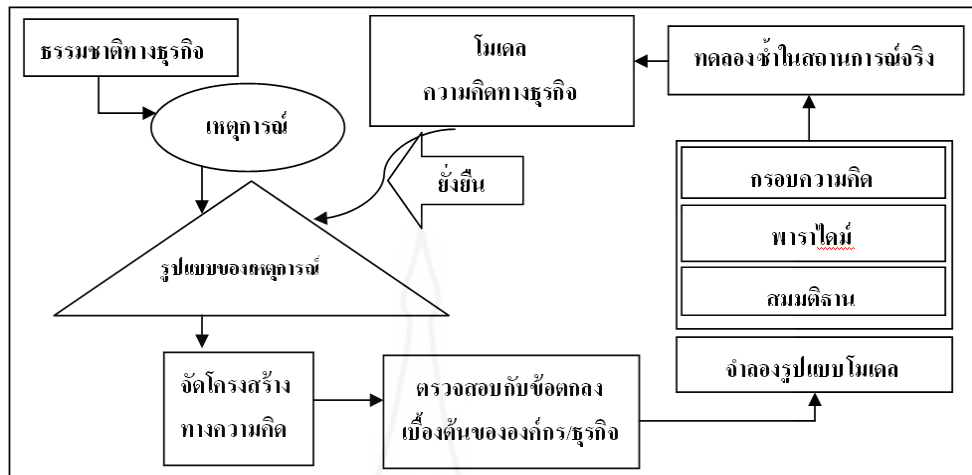 ธรรมชาติทางธุรกิจ
เหตุการณ์
รูปแบบของเหตุการณ์
จัดโครงสร้าง
ทางความคิด
ตรวจสอบกับข้อตกลง
เบื้องต้นขององค์กร/ธุรกิจ
จำลองรูปแบบโมเดล
กรอบความคิด
พาราไดม์
สมมติฐาน
ทดลองซ้ำในสถานการณ์จริง
โมเดล
ความคิดทางธุรกิจ
ยั่งยืน